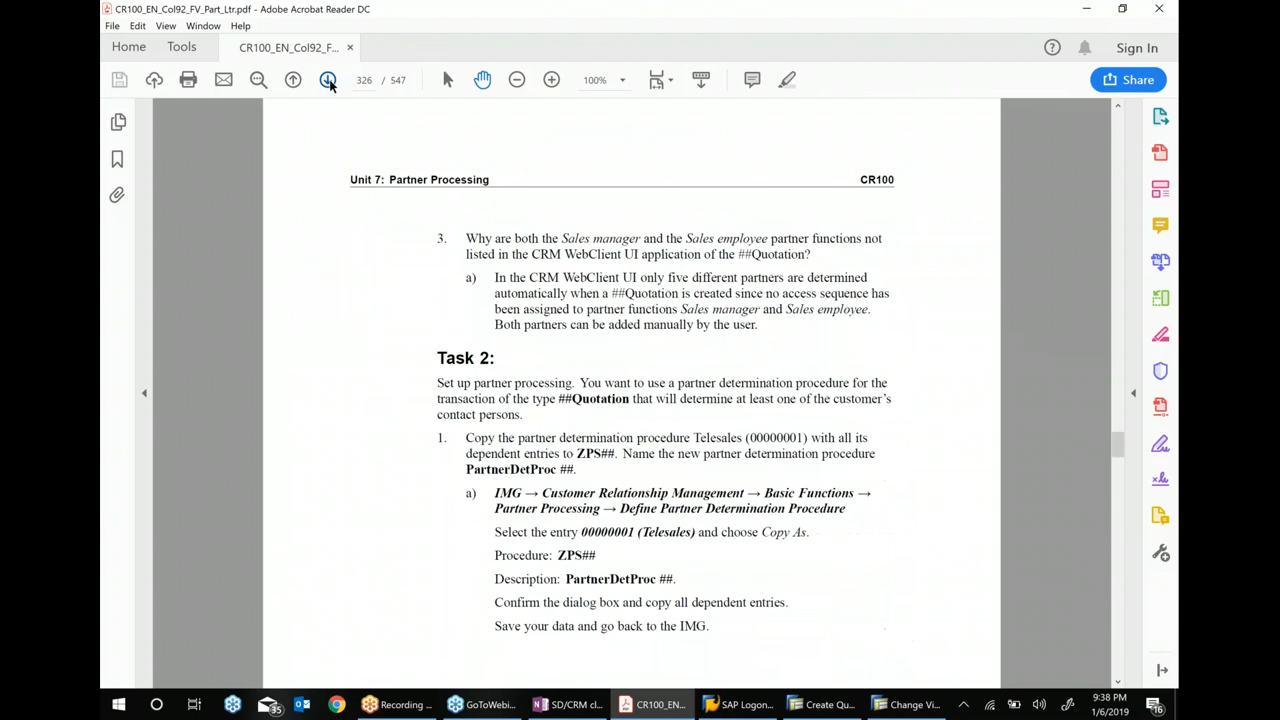 CR100_EN_Col92_FV_Part_Ltr.pdf - Adobe Acrobat Reader DC
File Edit View Window Help
Home Tools CR100_EN_Col92_F... × Sign In
326 / 547 100% Share
Unit 7: Partner Processing CR100
3. Why are both the Sales manager and the Sales employee partner functions not
listed in the CRM WebClient UI application of the ##Quotation?
a) In the CRM WebClient UI only five different partners are determined
automatically when a ##Quotation is created since no access sequence has
been assigned to partner functions Sales manager and Sales employee.
Both partners can be added manually by the user.
Task 2:
Set up partner processing. You want to use a partner determination procedure for the
transaction of the type ##Quotation that will determine at least one of the customer's
contact persons.
1. Copy the partner determination procedure Telesales (00000001) with all its
dependent entries to ZPS##. Name the new partner determination procedure
PartnerDetProc ##.
a) IMG → Customer Relationship Management → Basic Functions →
Partner Processing → Define Partner Determination Procedure
Select the entry 00000001 (Telesales) and choose Copy As.
Procedure: ZPS##
Description: PartnerDetProc ##.
Confirm the dialog box and copy all dependent entries.
Save your data and go back to the IMG.
35 Recording ... GoToWebi... SD/CRM cl... CR100_EN... SAP Logon... Create Qu... Change Vi... 9:38 PM
1/6/2019 16